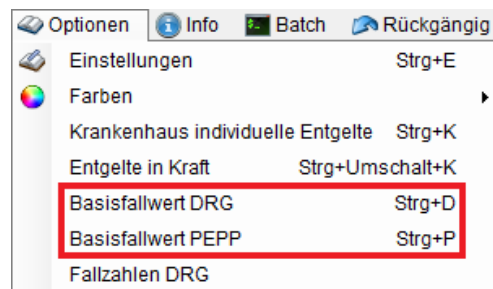 Optionen Info Batch Rückgängig
Einstellungen Strg+E
Farben
Krankenhaus individuelle Entgelte Strg+K
Entgelte in Kraft Strg+Umschalt+K
Basisfallwert DRG Strg+D
Basisfallwert PEPP Strg+P
Fallzahlen DRG